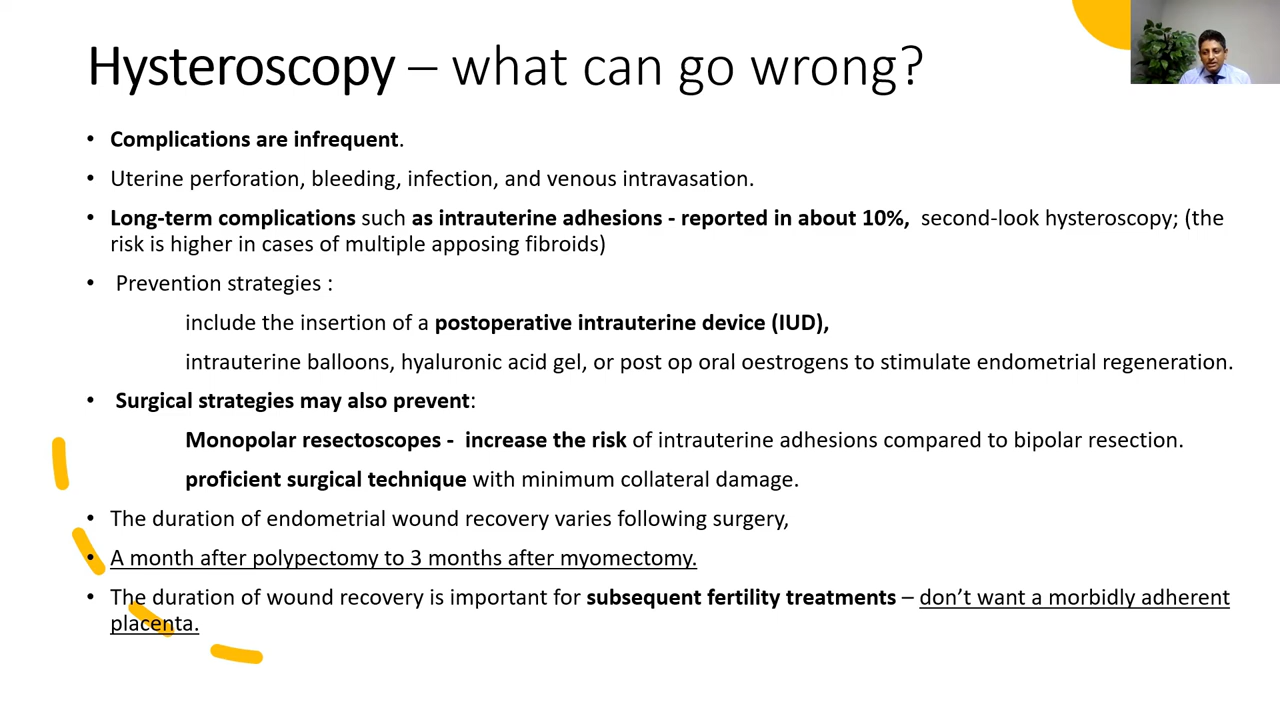 Hysteroscopy – what can go wrong?
• Complications are infrequent.
• Uterine perforation, bleeding, infection, and venous intravasation.
• Long-term complications such as intrauterine adhesions - reported in about 10%, second-look hysteroscopy; (the
risk is higher in cases of multiple apposing fibroids)
• Prevention strategies :
include the insertion of a postoperative intrauterine device (IUD),
intrauterine balloons, hyaluronic acid gel, or post op oral oestrogens to stimulate endometrial regeneration.
• Surgical strategies may also prevent:
Monopolar resectoscopes - increase the risk of intrauterine adhesions compared to bipolar resection.
proficient surgical technique with minimum collateral damage.
• The duration of endometrial wound recovery varies following surgery,
• A month after polypectomy to 3 months after myomectomy.
• The duration of wound recovery is important for subsequent fertility treatments – don’t want a morbidly adherent
placenta.